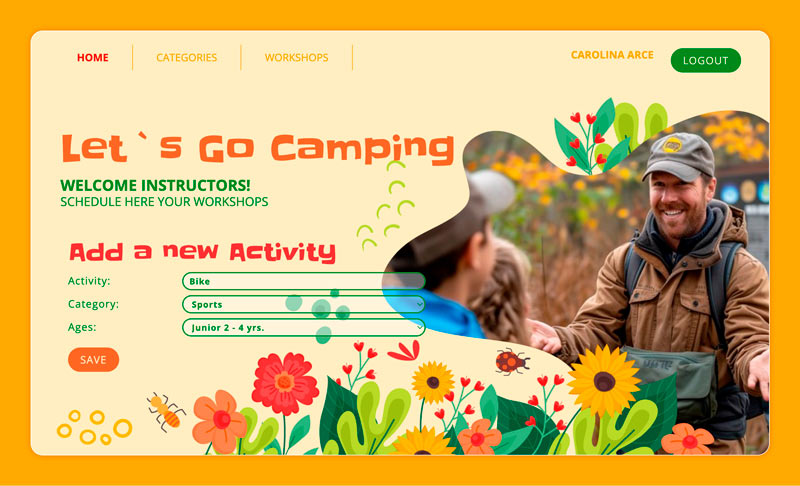 HOME
CATEGORIES
WORKSHOPS
CAROLINA ARCE
LOGOUT
Let`s Go Camping
WELCOME INSTRUCTORS!
SCHEDULE HERE YOUR WORKSHOPS
Add a new Activity
Activity: Bike
Category: Sports
Ages: Junior 2 - 4 yrs.
SAVE